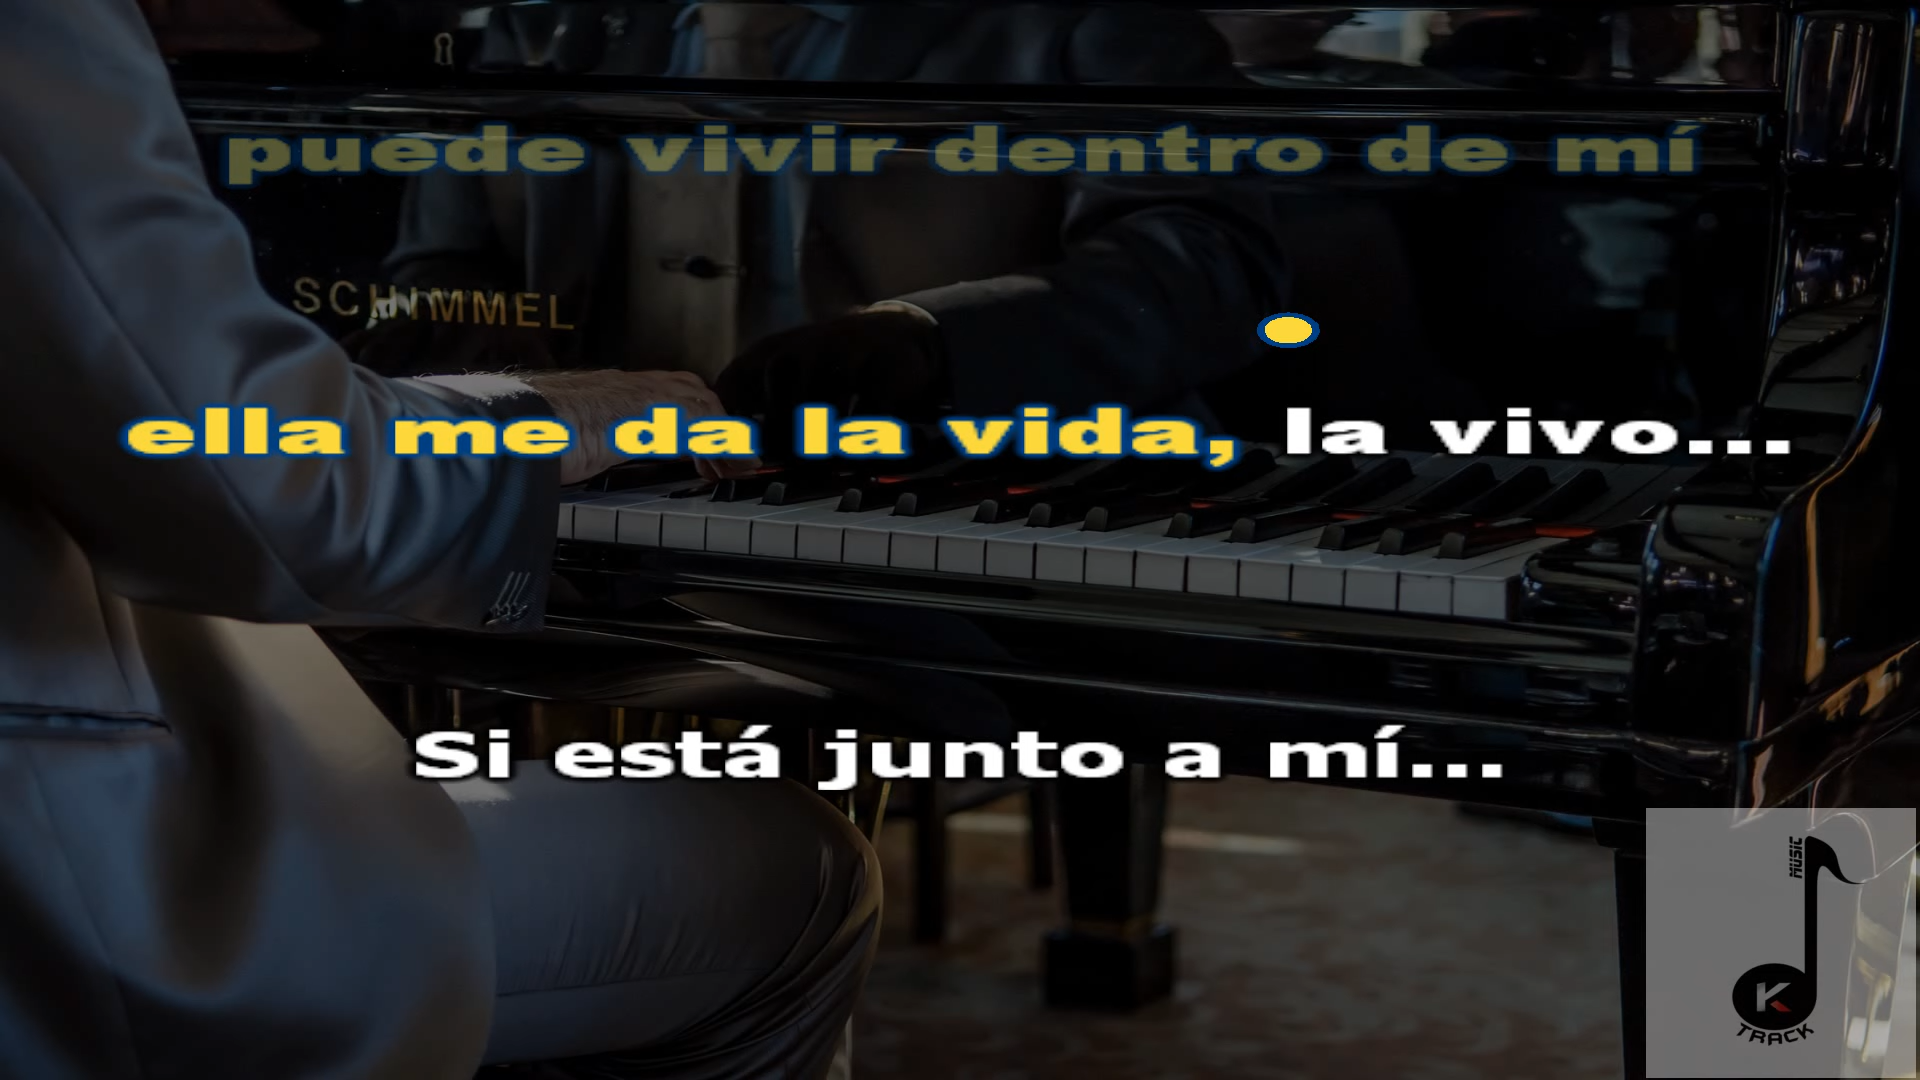 puede vivir dentro de mí
SCHIMMEL
ella me da la vida, la vivo...
Si está junto a mí...
MUSIC
K
TRACK